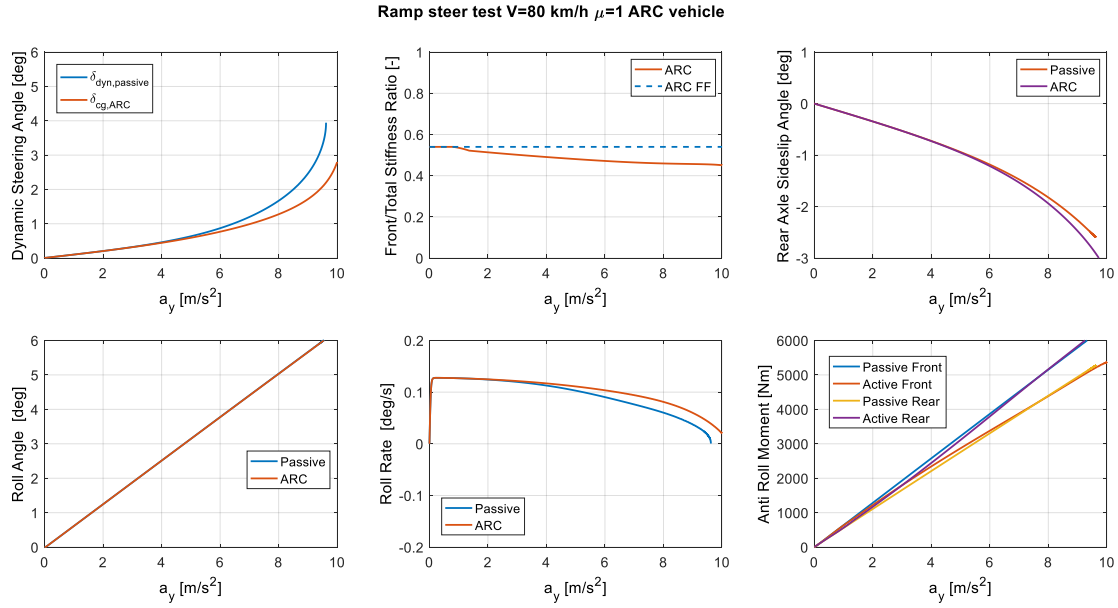 Ramp steer test V=80 km/h μ=1 ARC vehicle
Dynamic Steering Angle [deg]
6
5
4
3
2
1
0
δdyn,passive
δcg,ARC
0 2 4 6 8 10
ay [m/s2]
Front/Total Stiffness Ratio [-]
1
0.8
0.6
0.4
0.2
0
ARC
ARC FF
0 2 4 6 8 10
ay [m/s2]
Rear Axle Sideslip Angle [deg]
1
0
-1
-2
-3
Passive
ARC
0 2 4 6 8 10
ay [m/s2]
Roll Angle [deg]
6
5
4
3
2
1
0
Passive
ARC
0 2 4 6 8 10
ay [m/s2]
Roll Rate [deg/s]
0.2
0.1
0
-0.1
-0.2
Passive
ARC
0 2 4 6 8 10
ay [m/s2]
Anti Roll Moment [Nm]
6000
5000
4000
3000
2000
1000
0
Passive Front
Active Front
Passive Rear
Active Rear
0 2 4 6 8 10
ay [m/s2]